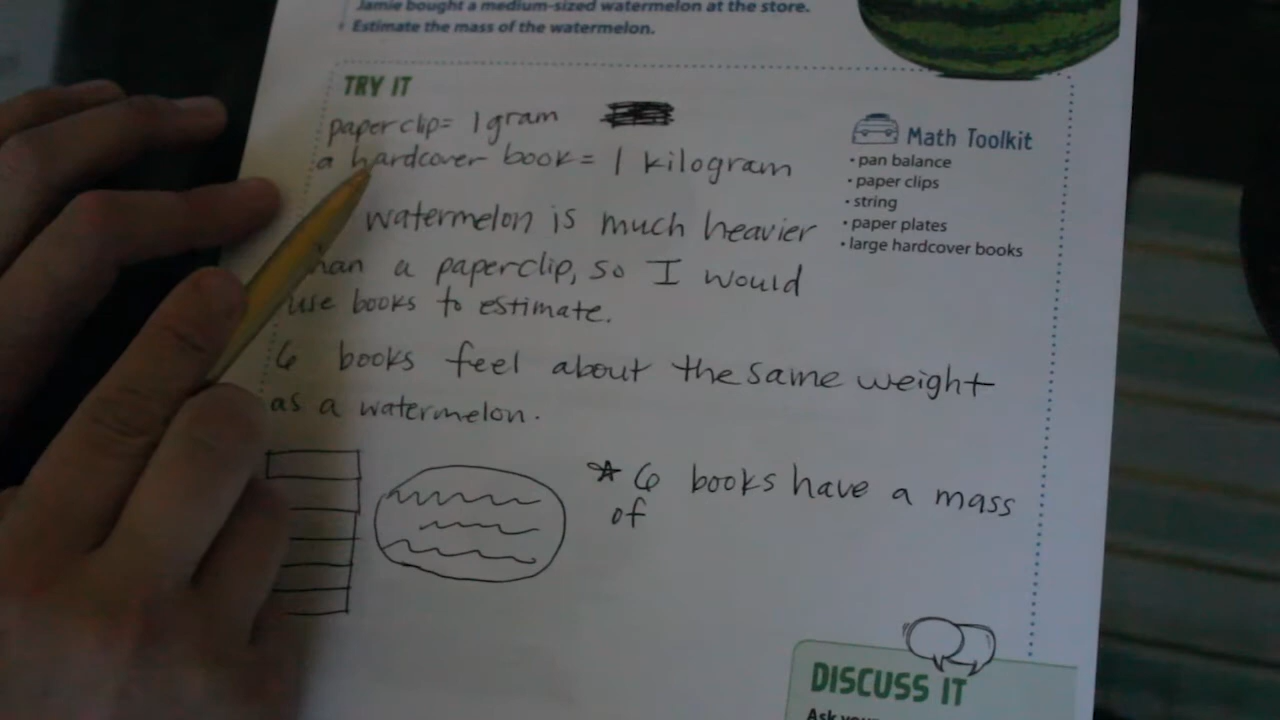 Jamie bought a medium-sized watermelon at the store.
Estimate the mass of the watermelon.
TRY IT
paperclip = 1 gram
a hardcover book = 1 kilogram
watermelon is much heavier
a paperclip, so I would
use books to estimate.
6 books feel about the same weight
as a watermelon.
* 6 books have a mass
of
Math Toolkit
• pan balance
• paper clips
• string
• paper plates
• large hardcover books
DISCUSS IT
Ask